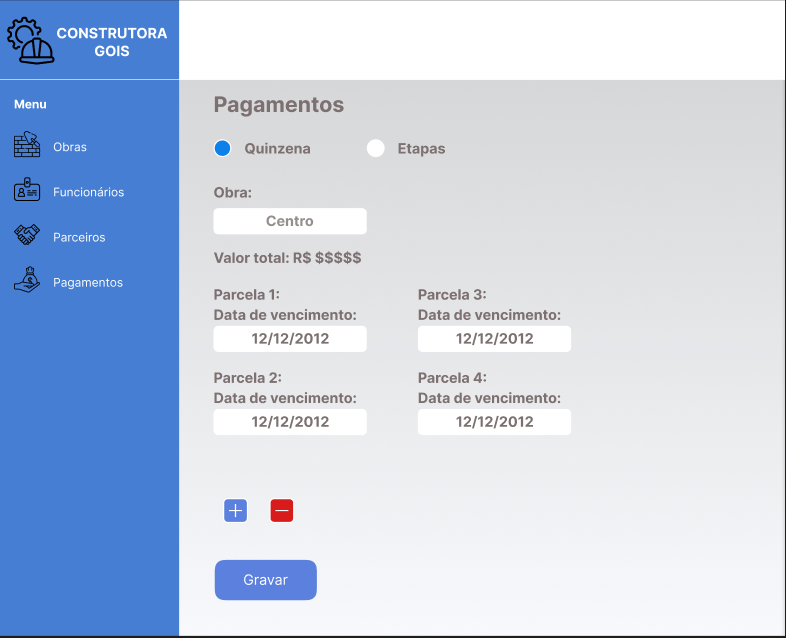 CONSTRUTORA
GOIS
Menu
Obras
Funcionários
Parceiros
Pagamentos
Pagamentos
Quinzena
Etapas
Obra:
Centro
Valor total: R$ $$$$$
Parcela 1:
Data de vencimento:
12/12/2012
Parcela 3:
Data de vencimento:
12/12/2012
Parcela 2:
Data de vencimento:
12/12/2012
Parcela 4:
Data de vencimento:
12/12/2012
Gravar